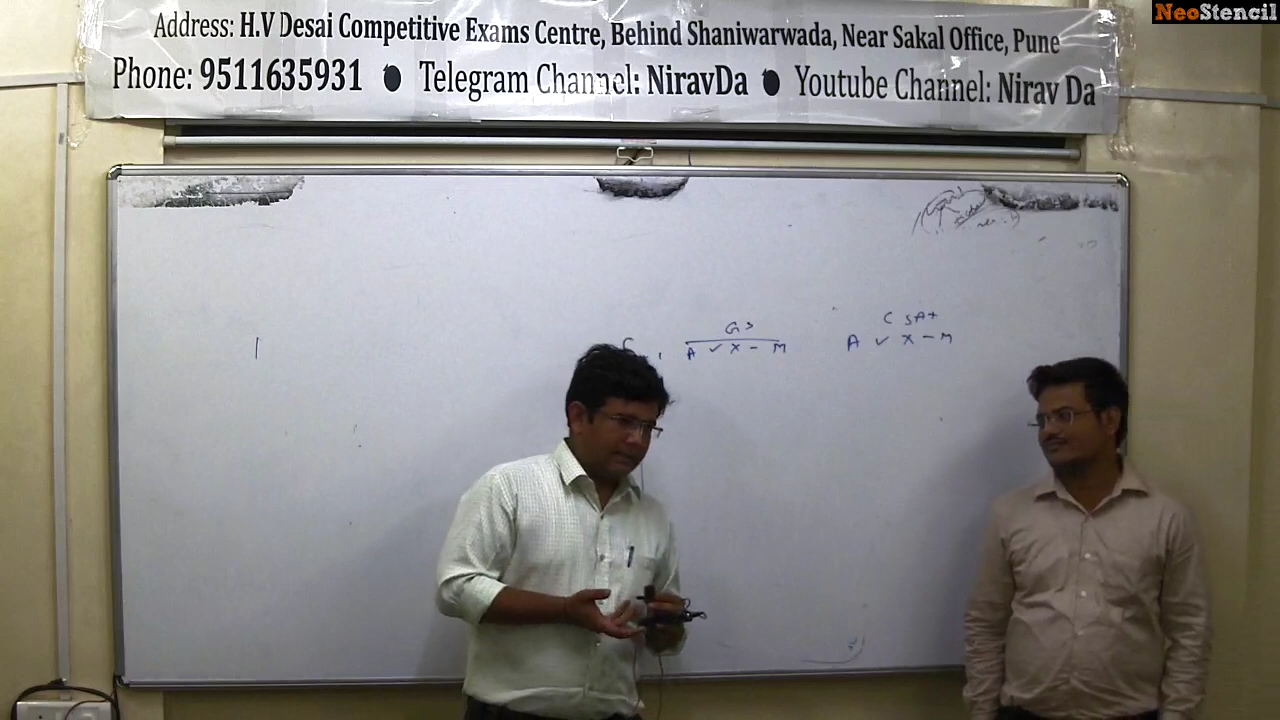 NeoStencil
Address: H.V Desai Competitive Exams Centre, Behind Shaniwarwada, Near Sakal Office, Pune
Phone: 9511635931 ● Telegram Channel: NiravDa ● Youtube Channel: Nirav Da
GS
CSAT
A ✓ X - M
A ✓ X - M